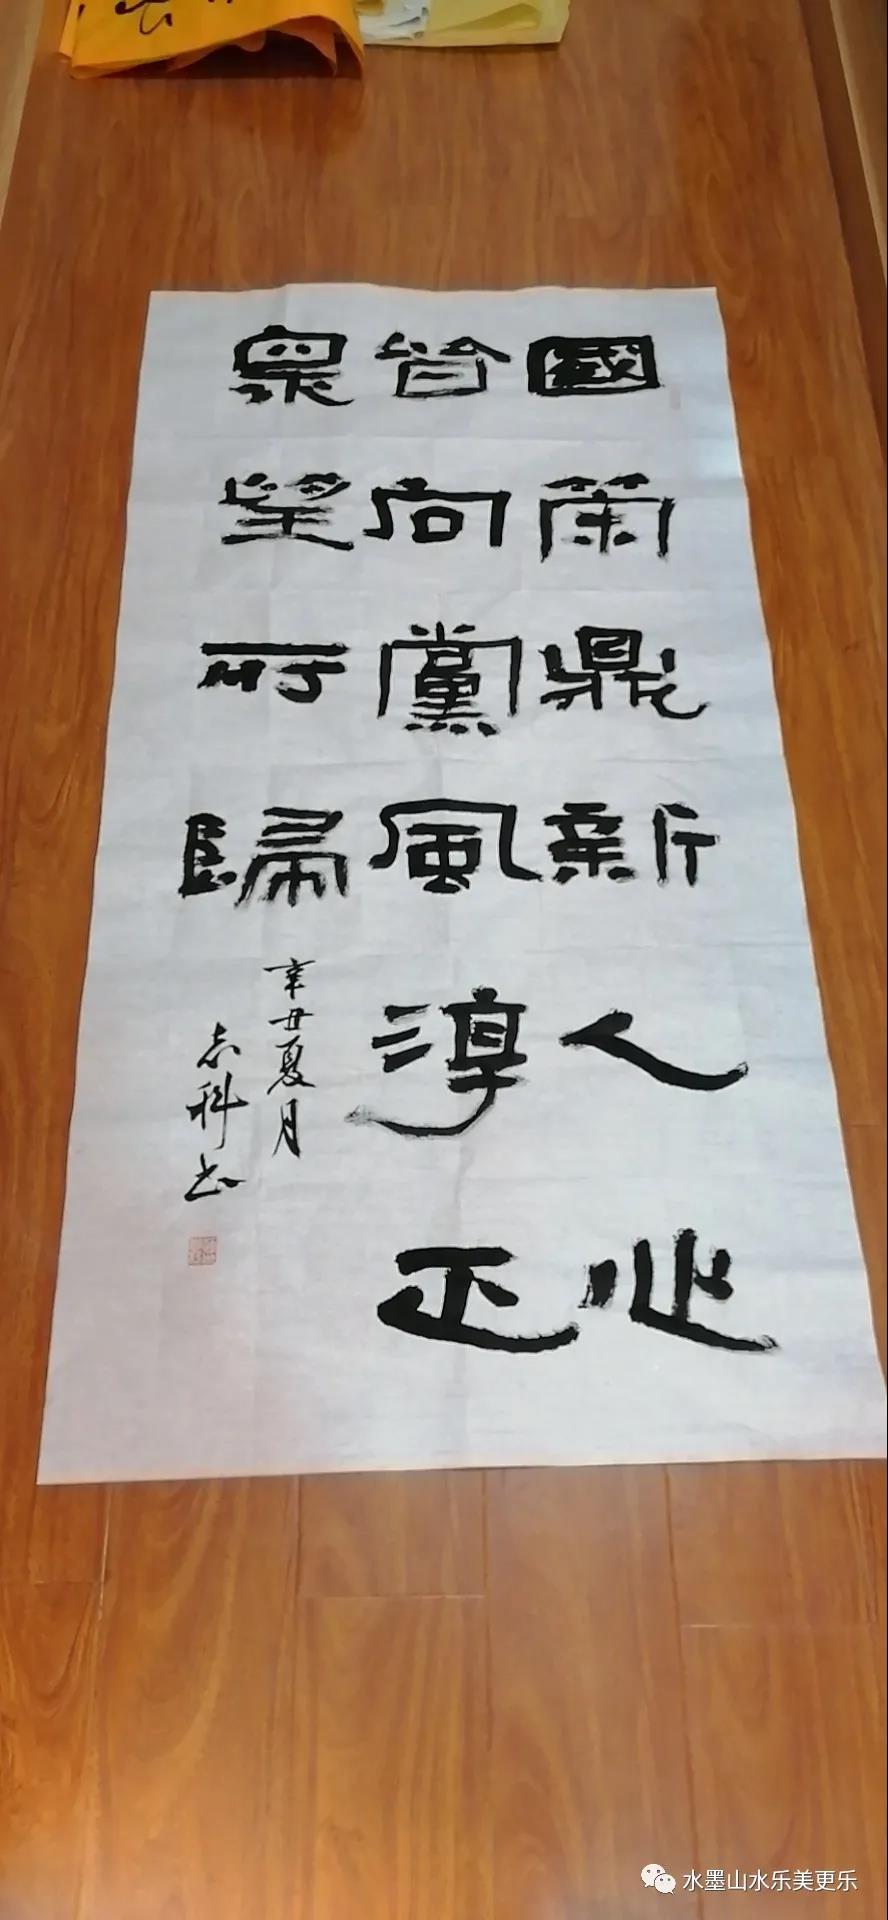 國策鼎新人心
皆向黨風淳正
眾望所歸
辛丑夏月
志科书
水墨山水乐美更乐